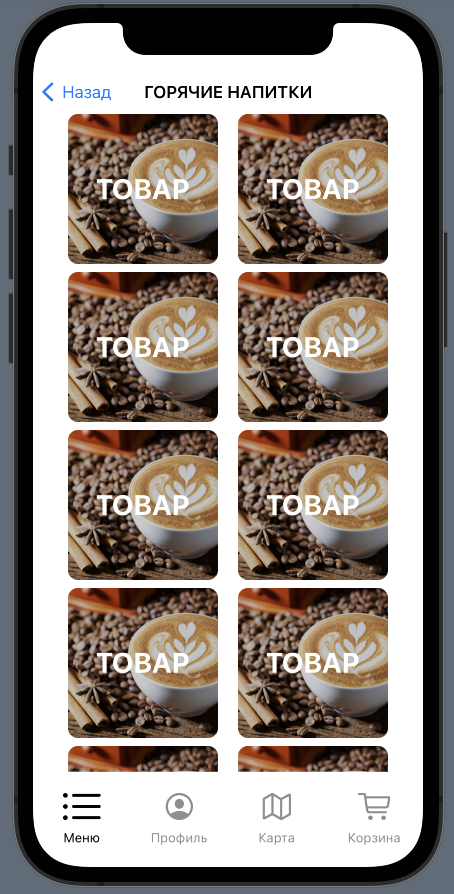 Назад
ГОРЯЧИЕ НАПИТКИ
ТОВАР ТОВАР
ТОВАР ТОВАР
ТОВАР ТОВАР
ТОВАР ТОВАР
Меню Профиль Карта Корзина